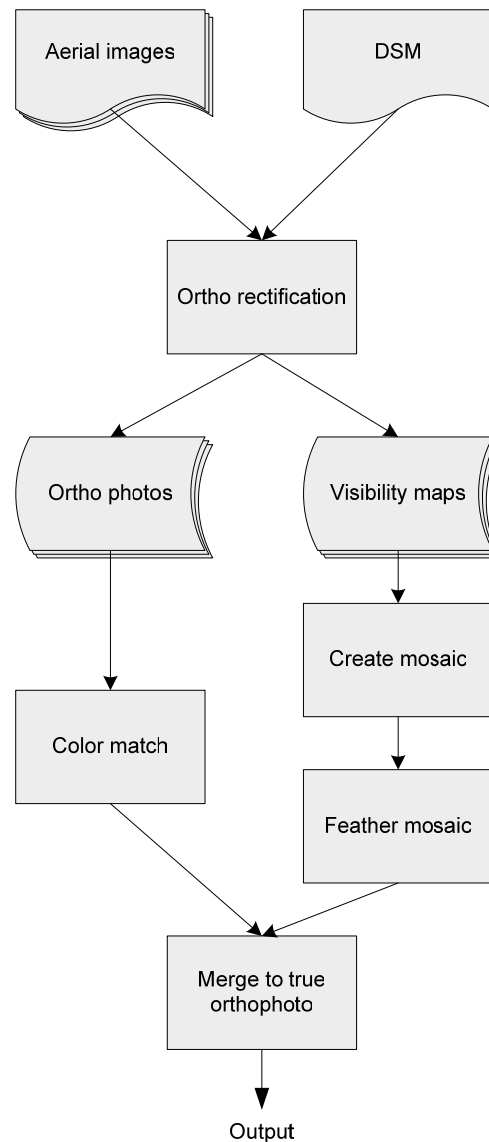 Aerial images
DSM
Ortho rectification
Ortho photos
Visibility maps
Create mosaic
Color match
Feather mosaic
Merge to true
orthophoto
Output